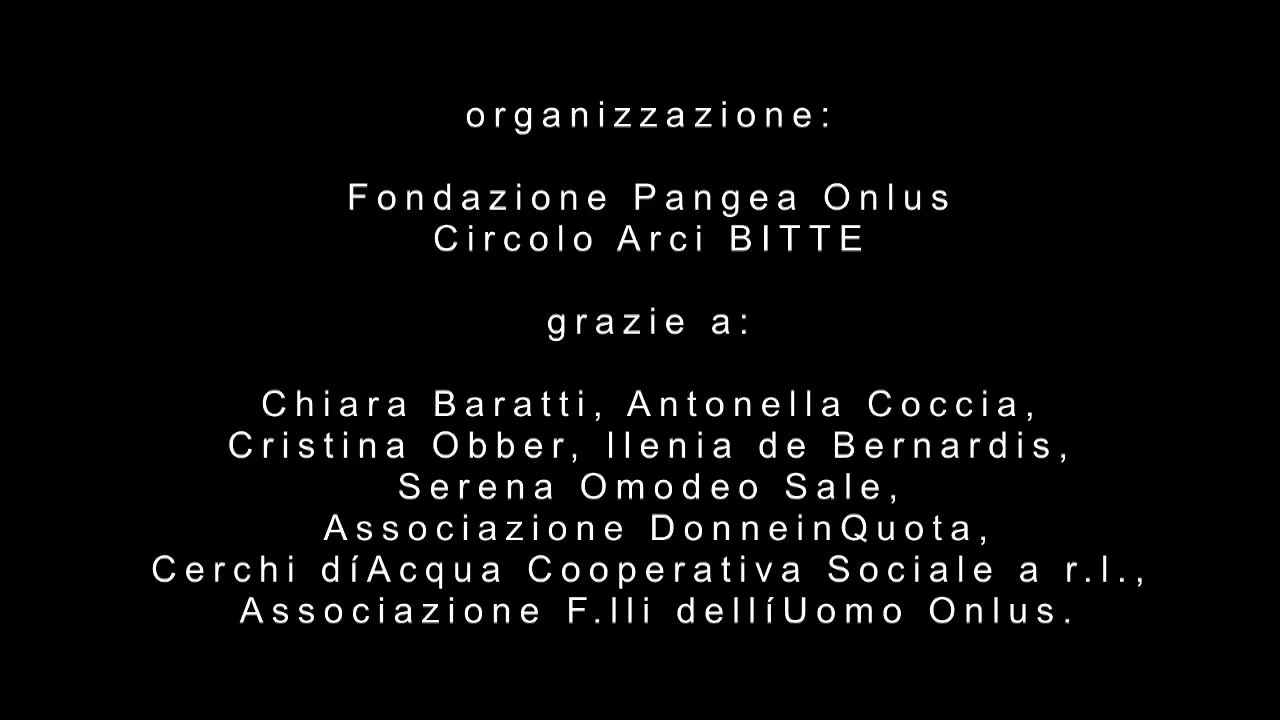 organizzazione:
Fondazione Pangea Onlus
Circolo Arci BITTE
grazie a:
Chiara Baratti, Antonella Coccia,
Cristina Obber, Ilenia de Bernardis,
Serena Omodeo Sale,
Associazione DonneinQuota,
Cerchi díAcqua Cooperativa Sociale a r.l.,
Associazione F.lli dellíUomo Onlus.